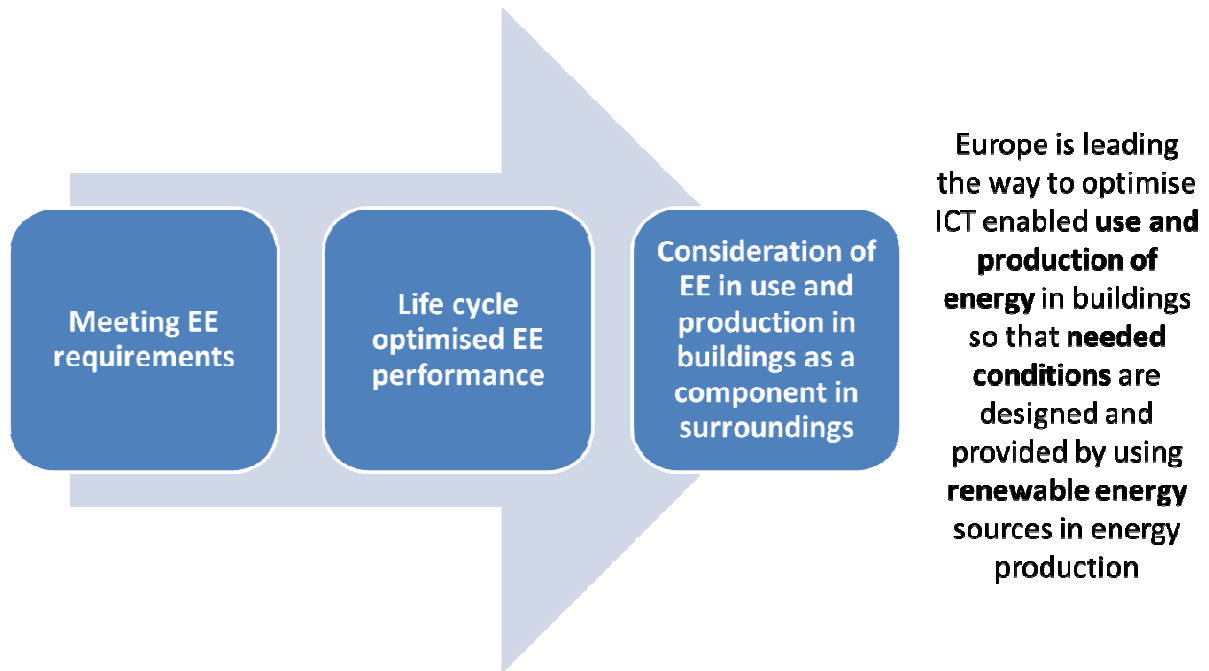 Meeting EE
requirements
Life cycle
optimised EE
performance
Consideration of
EE in use and
production in
buildings as a
component in
surroundings
Europe is leading
the way to optimise
ICT enabled use and
production of
energy in buildings
so that needed
conditions are
designed and
provided by using
renewable energy
sources in energy
production